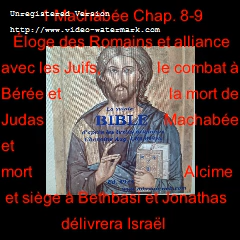 1 Machabée Chap. 8-9
Unregistered Version
http://www.video-watermark.com
Éloge des Romains et alliance
avec les Juifs le combat à
Bérée et la mort de
Judas Machabée
et
mort Alcime
et siège à Bethbasi et Jonathas
délivrera Israël
La sainte
BIBLE